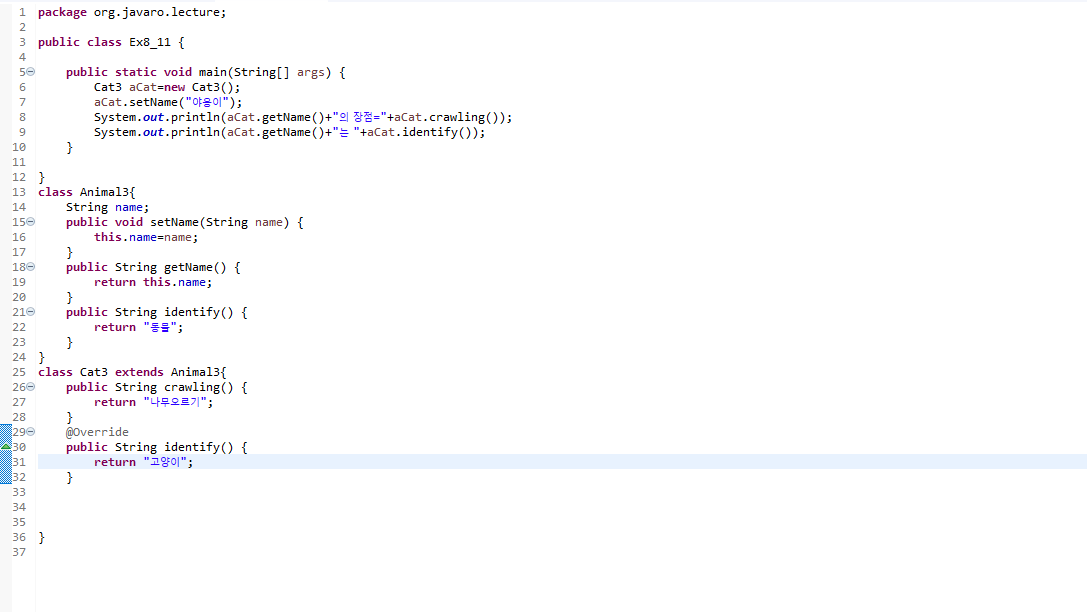 1 package org.javaro.lecture;
2
3 public class Ex8_11 {
4
5 public static void main(String[] args) {
6 Cat3 aCat=new Cat3();
7 aCat.setName("야옹이");
8 System.out.println(aCat.getName()+"의 장점="+aCat.crawling());
9 System.out.println(aCat.getName()+"는 "+aCat.identify());
10 }
11
12 }
13 class Animal3{
14 String name;
15 public void setName(String name) {
16 this.name=name;
17 }
18 public String getName() {
19 return this.name;
20 }
21 public String identify() {
22 return "동물";
23 }
24 }
25 class Cat3 extends Animal3{
26 public String crawling() {
27 return "나무오르기";
28 }
29 @Override
30 public String identify() {
31 return "고양이";
32 }
33
34
35
36 }
37